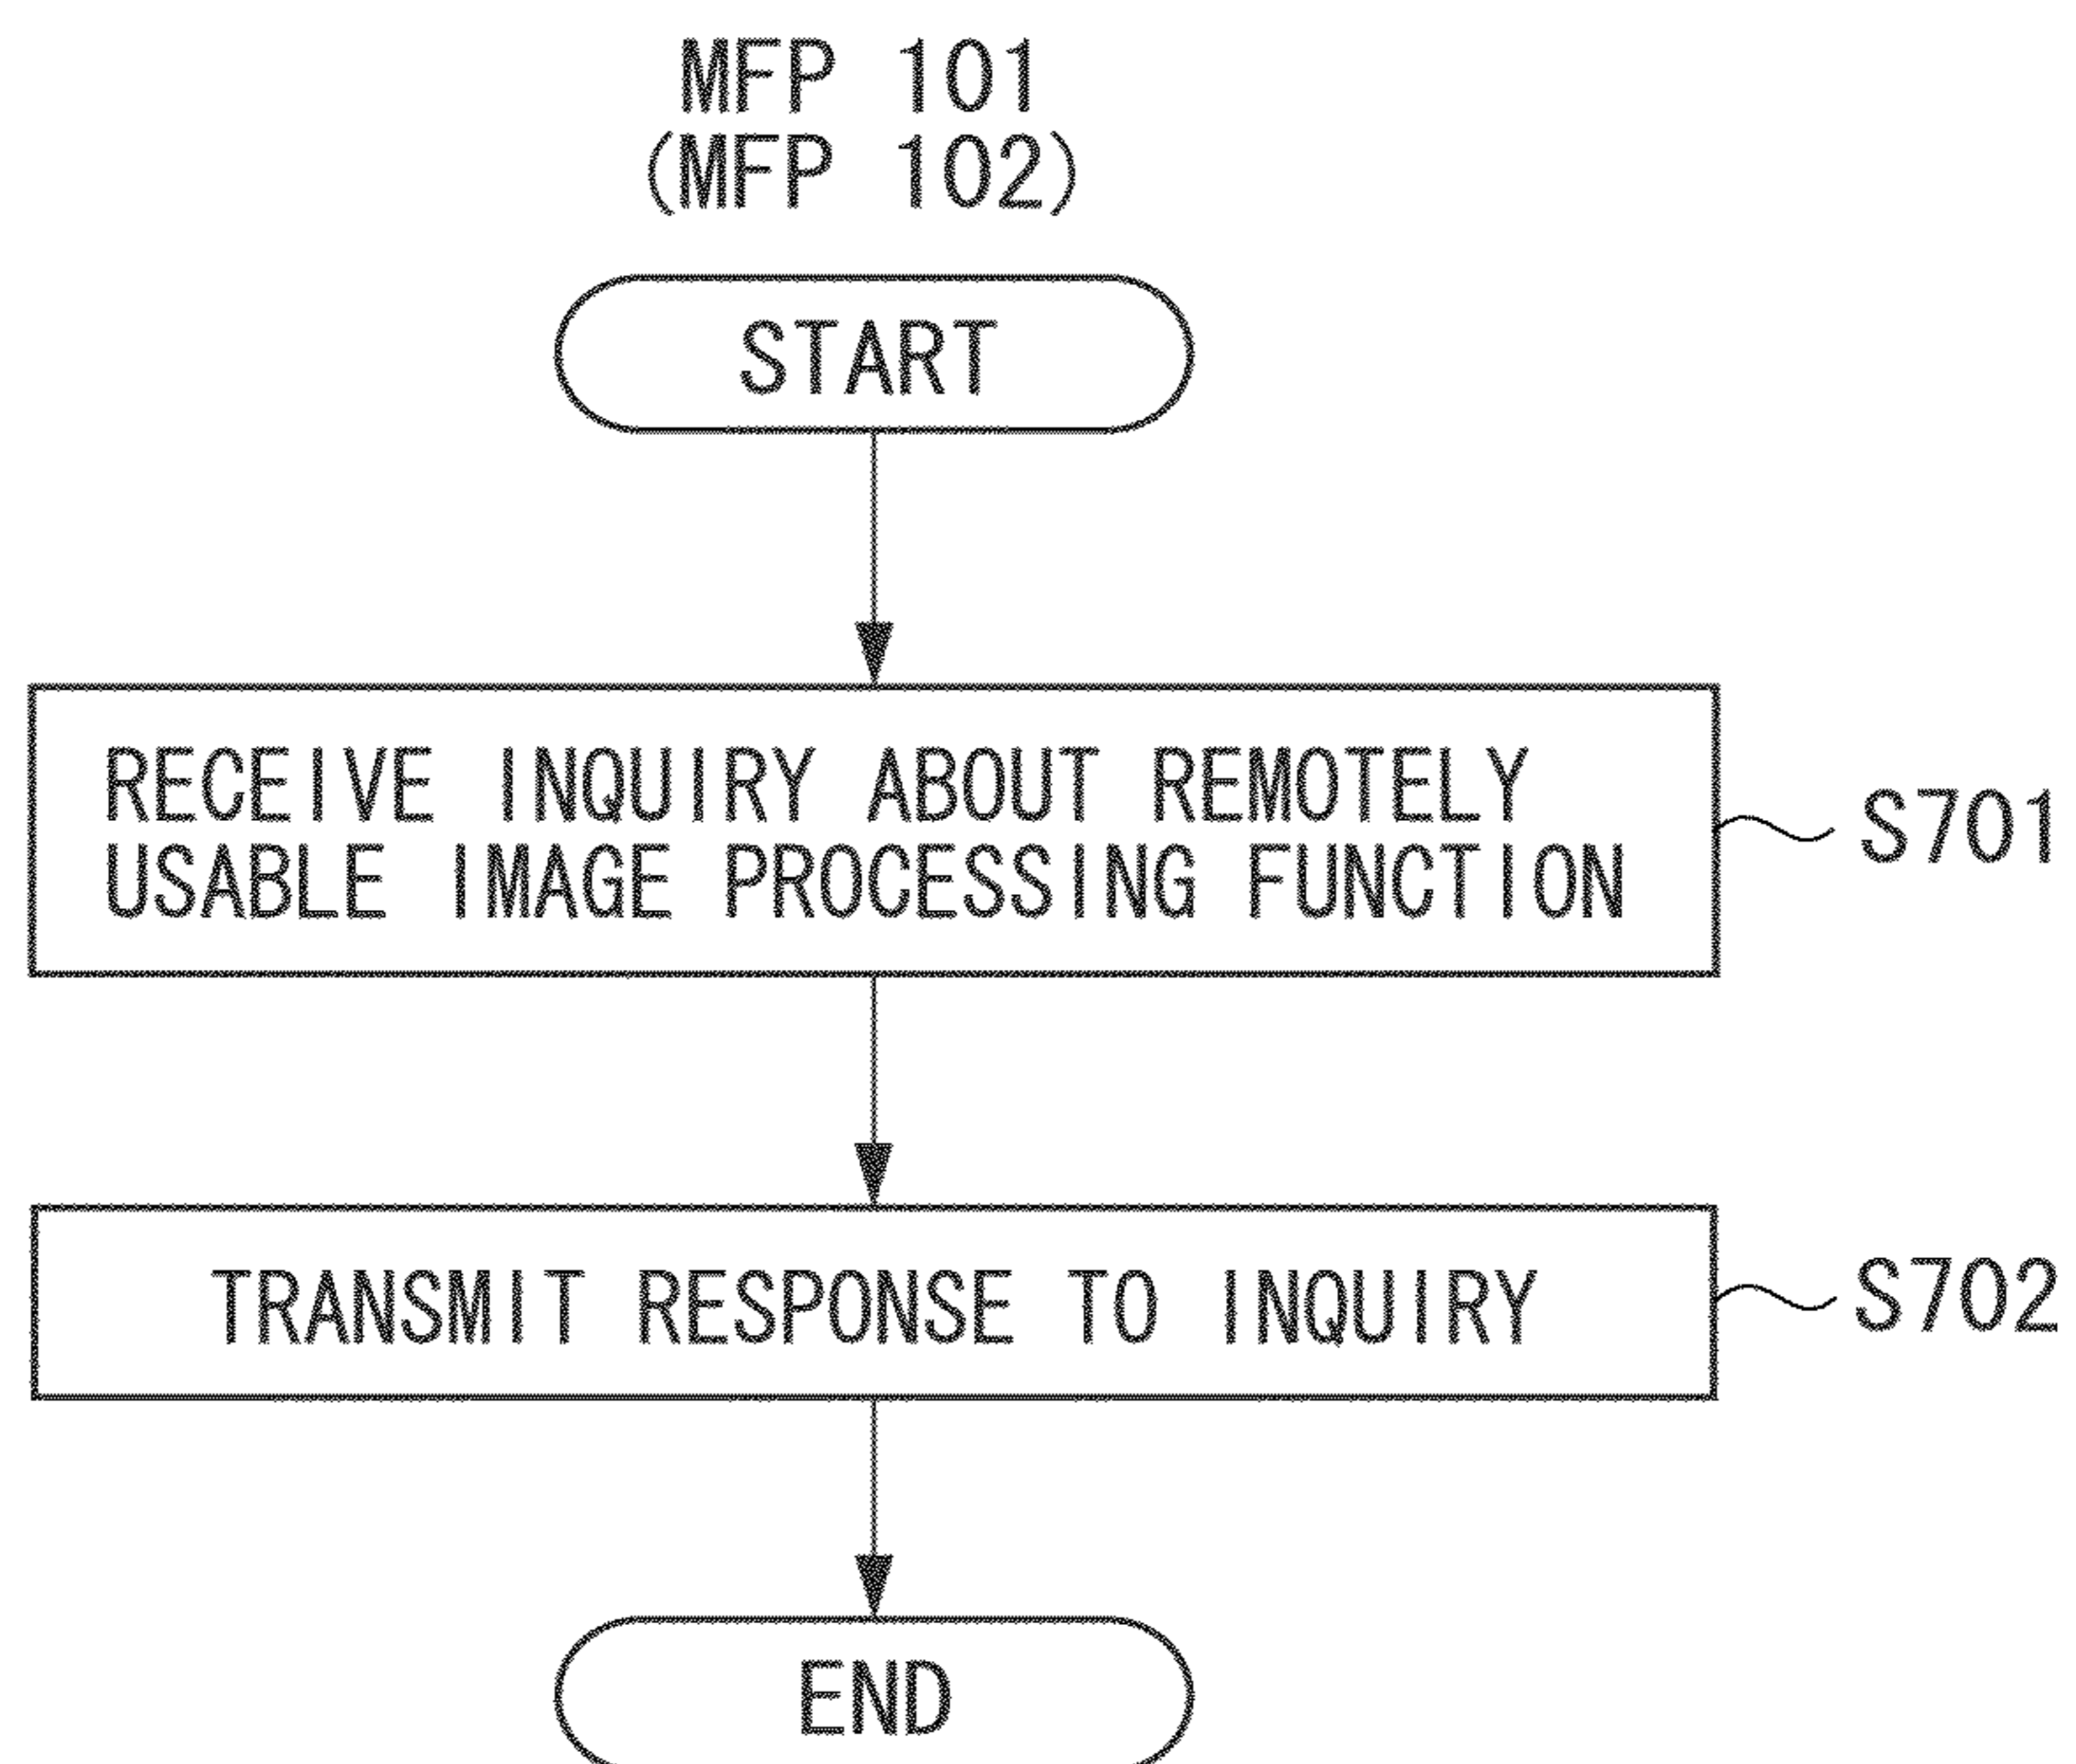 MFP 101
(MFP 102)
START
RECEIVE INQUIRY ABOUT REMOTELY
USABLE IMAGE PROCESSING FUNCTION
S701
TRANSMIT RESPONSE TO INQUIRY
S702
END